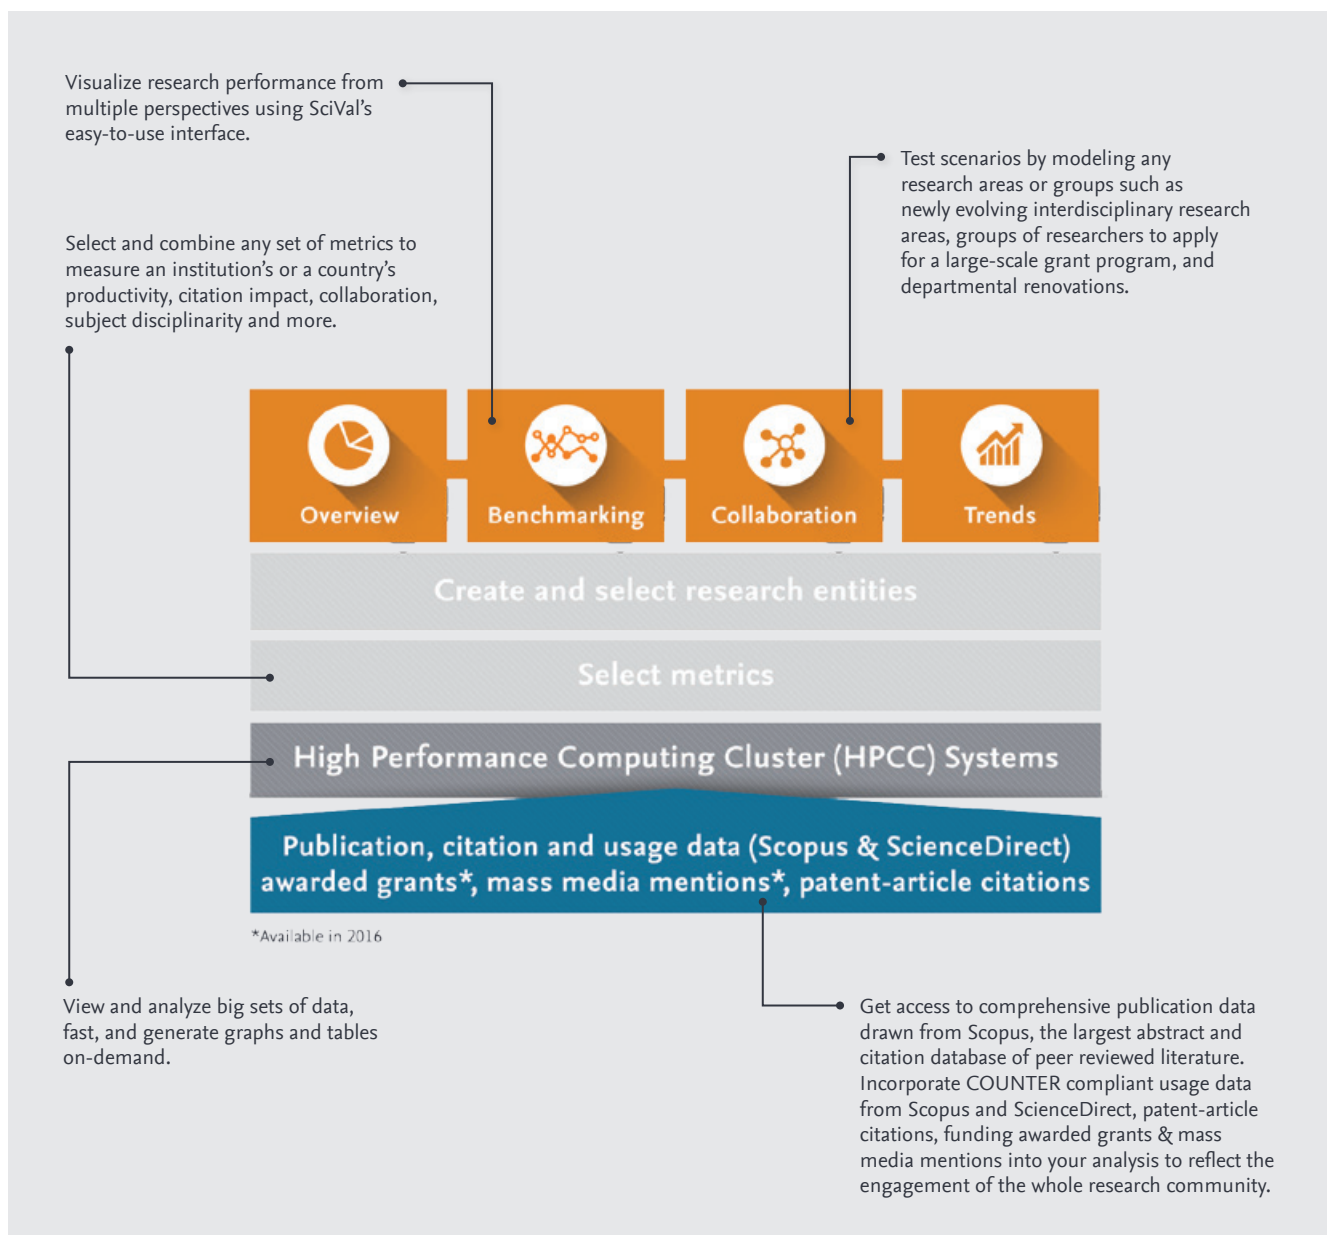 Visualize research performance from
multiple perspectives using SciVal’s
easy-to-use interface.
Test scenarios by modeling any
research areas or groups such as
newly evolving interdisciplinary research
areas, groups of researchers to apply
for a large-scale grant program, and
departmental renovations.
Select and combine any set of metrics to
measure an institution’s or a country’s
productivity, citation impact, collaboration,
subject disciplinarity and more.
Overview
Benchmarking
Collaboration
Trends
Create and select research entities
Select metrics
High Performance Computing Cluster (HPCC) Systems
Publication, citation and usage data (Scopus & ScienceDirect)
awarded grants*, mass media mentions*, patent-article citations
*Available in 2016
View and analyze big sets of data,
fast, and generate graphs and tables
on-demand.
Get access to comprehensive publication data
drawn from Scopus, the largest abstract and
citation database of peer reviewed literature.
Incorporate COUNTER compliant usage data
from Scopus and ScienceDirect, patent-article
citations, funding awarded grants & mass
media mentions into your analysis to reflect the
engagement of the whole research community.